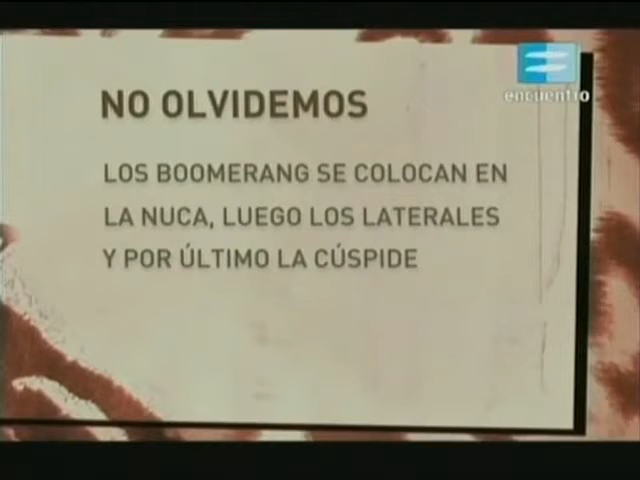 encuentro
NO OLVIDEMOS
LOS BOOMERANG SE COLOCAN EN
LA NUCA, LUEGO LOS LATERALES
Y POR ÚLTIMO LA CÚSPIDE